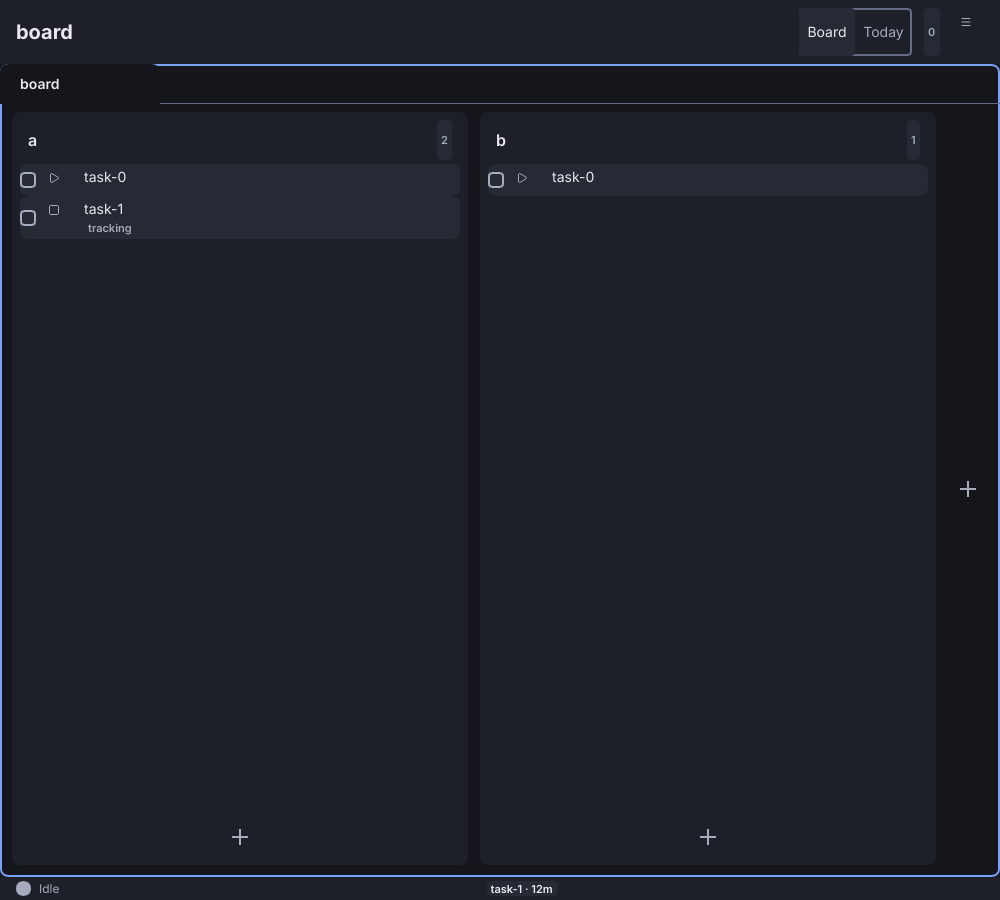 board
Board Today 0
board
a 2
task-0
task-1
tracking
b 1
task-0
Idle
task-1 · 12m